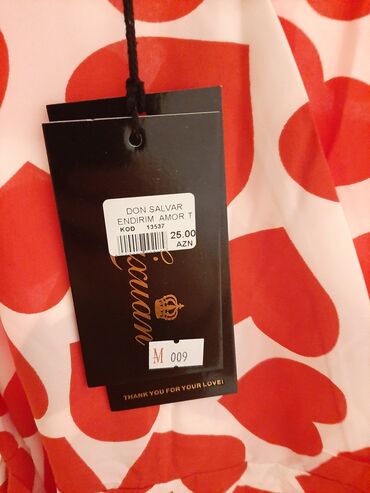 DON SALVAR
ENDIRIM AMOR T
KOD 13537
25.00
AZN
M 009
THANK YOU FOR YOUR LOVE!